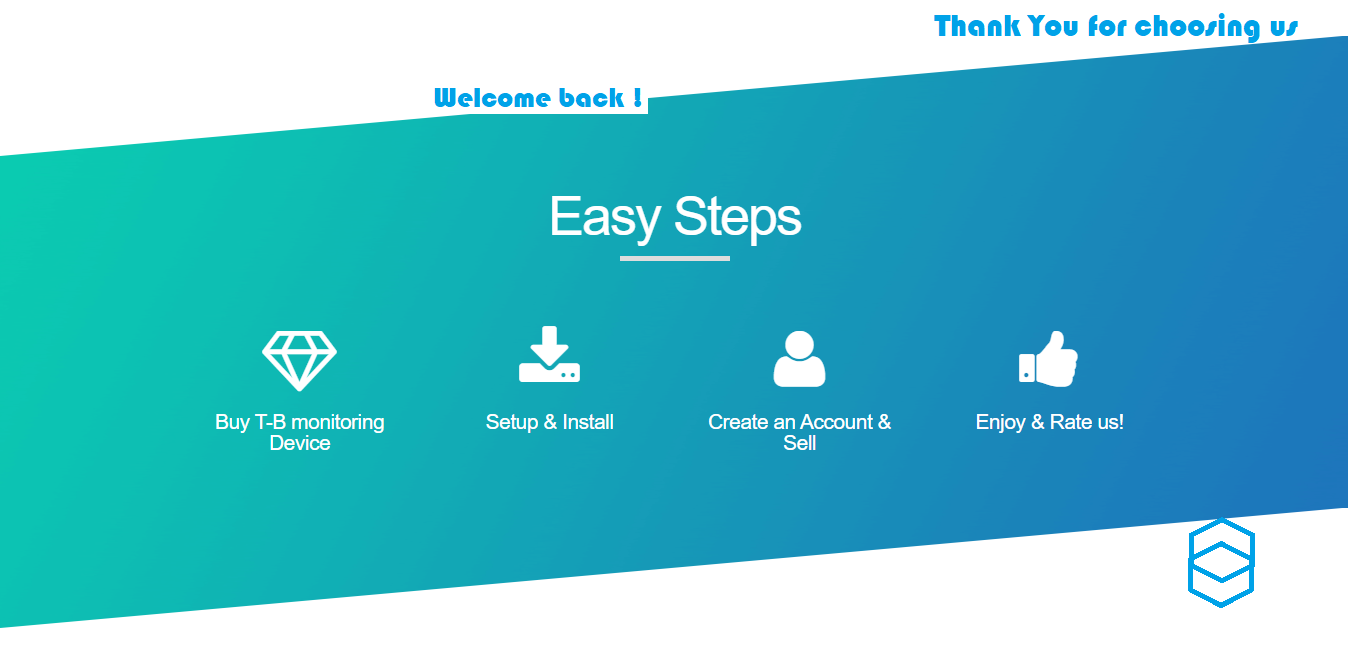 Thank You for choosing us
Welcome back !
Easy Steps
Buy T-B monitoring
Device
Setup & Install
Create an Account &
Sell
Enjoy & Rate us!